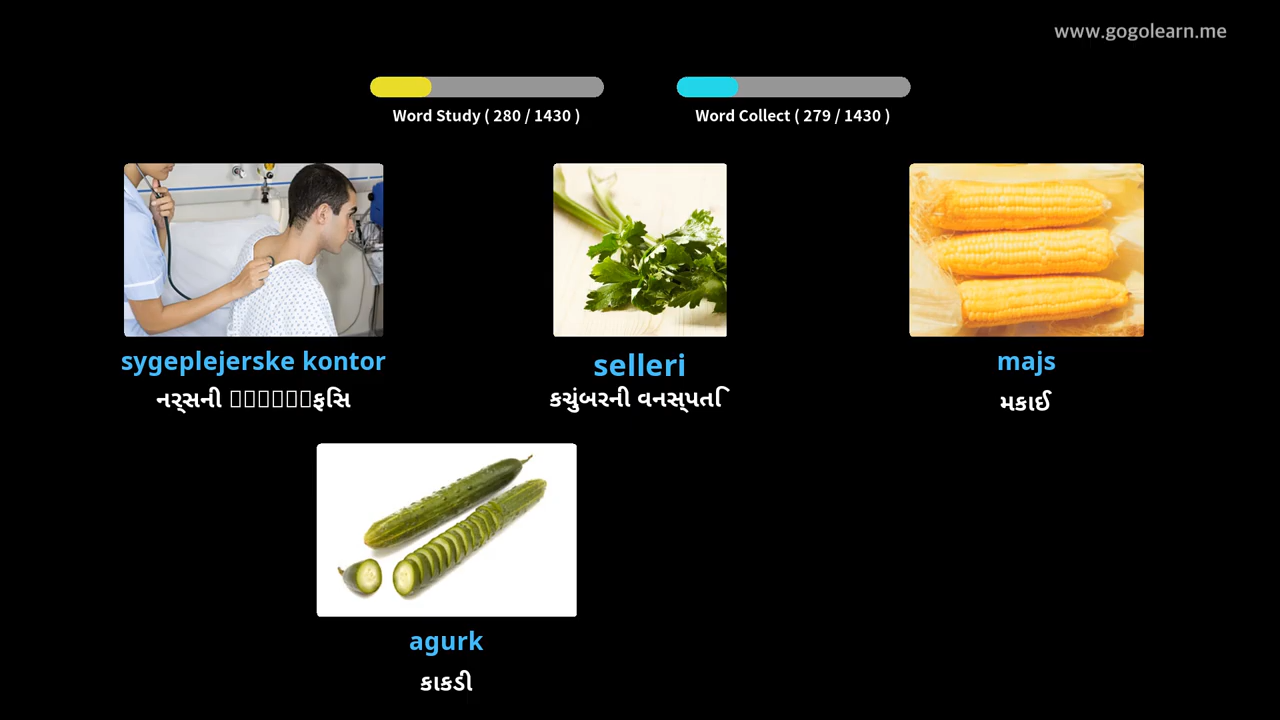 www.gogolearn.me
Word Study ( 280 / 1430 )
Word Collect ( 279 / 1430 )
sygeplejerske kontor
selleri
majs
નર્સની
કચુંબરની વનસ્પતિ
મકાઈ
agurk
કાકડી